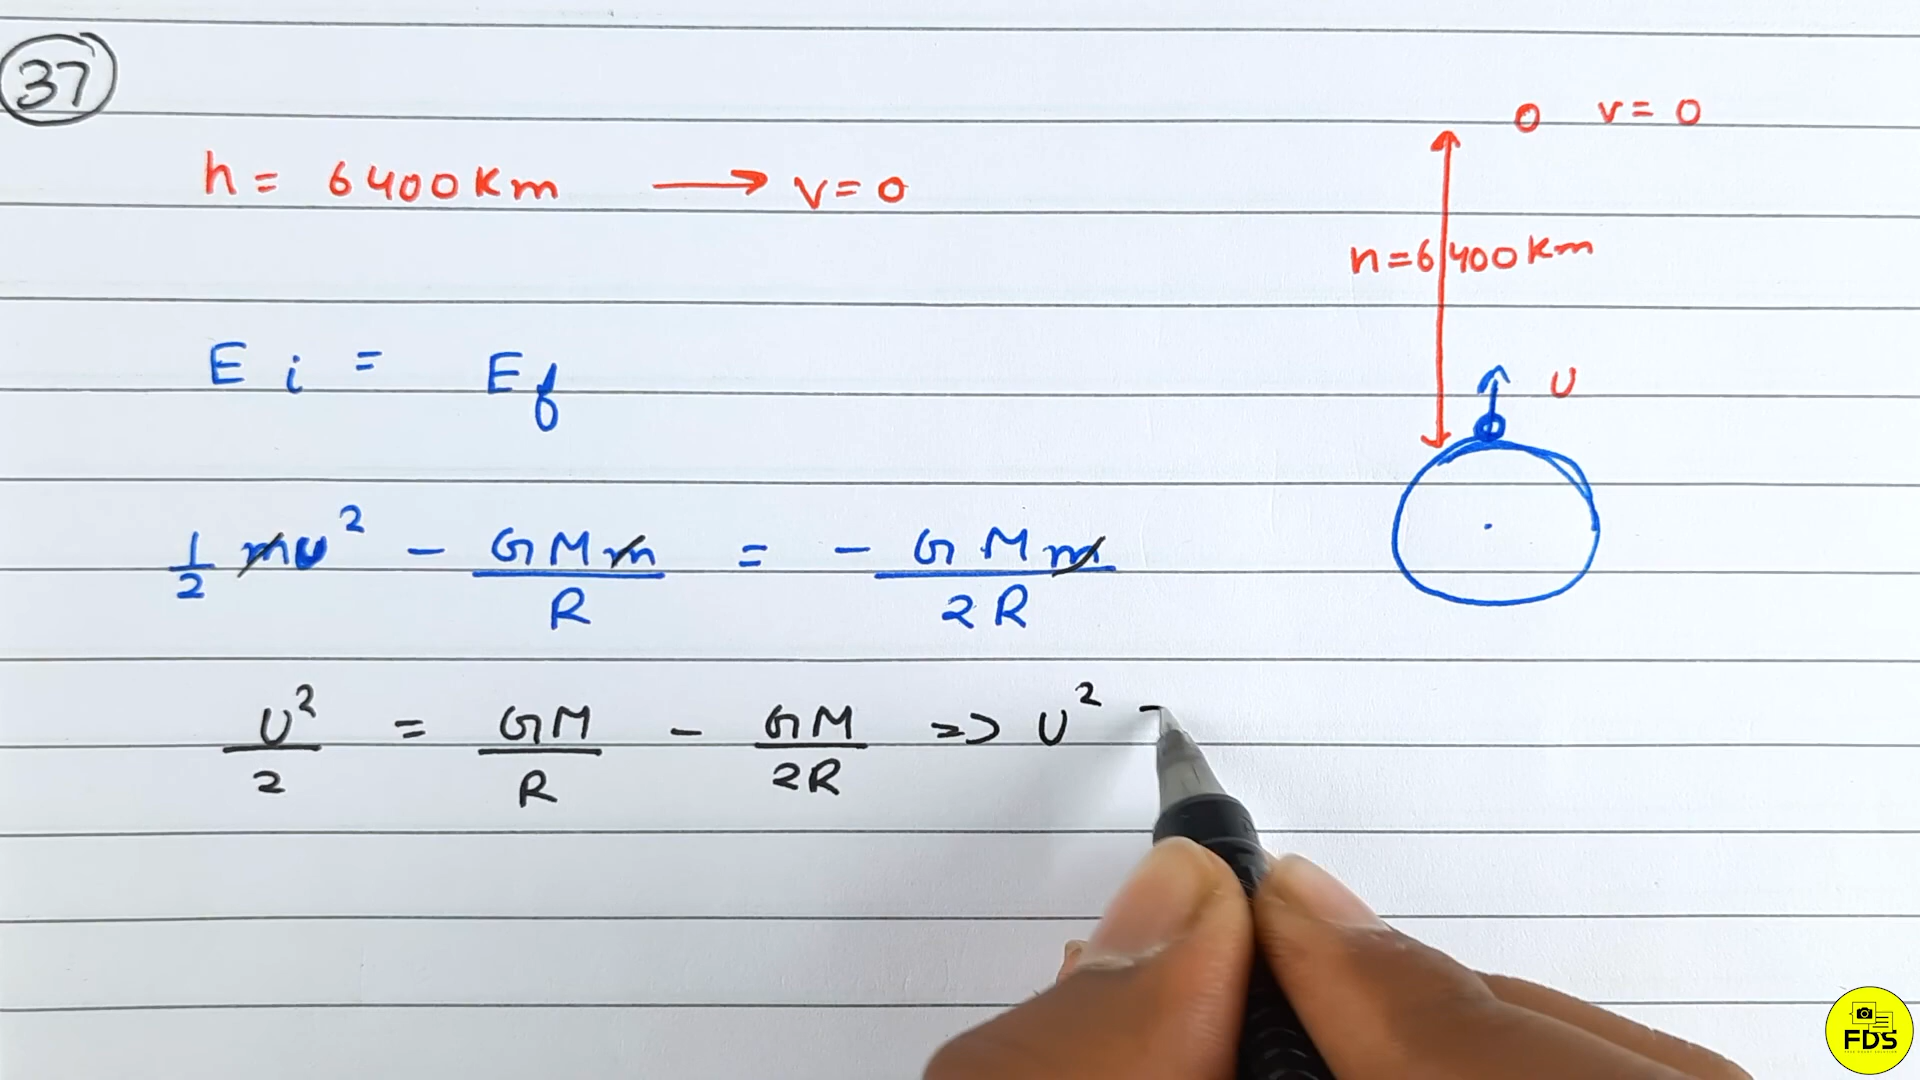 37
h = 6400 Km → v = 0
0 v = 0
h = 6400 Km
E i = E f
U
1/2 mu² - GMm/R = - GMm/2R
U²/2 = GM/R - GM/2R => U² =
FDS